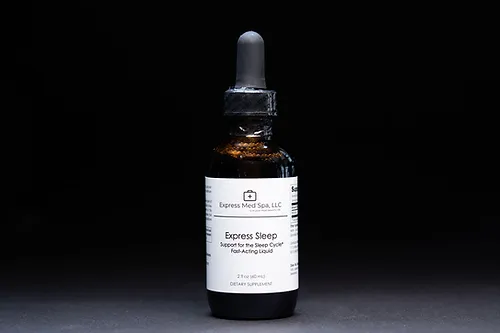 Express Med Spa, LLC
Express Sleep
Support for the Sleep Cycle*
Fast-Acting Liquid
2 fl oz (60 mL)
DIETARY SUPPLEMENT